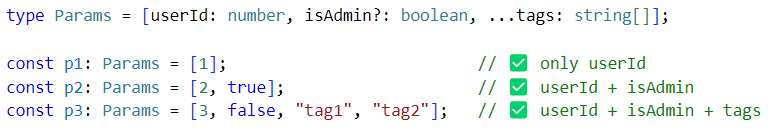 type Params = [userId: number, isAdmin?: boolean, ...tags: string[]];
const p1: Params = [1];                     // ✅ only userId
const p2: Params = [2, true];               // ✅ userId + isAdmin
const p3: Params = [3, false, "tag1", "tag2"];   // ✅ userId + isAdmin + tags